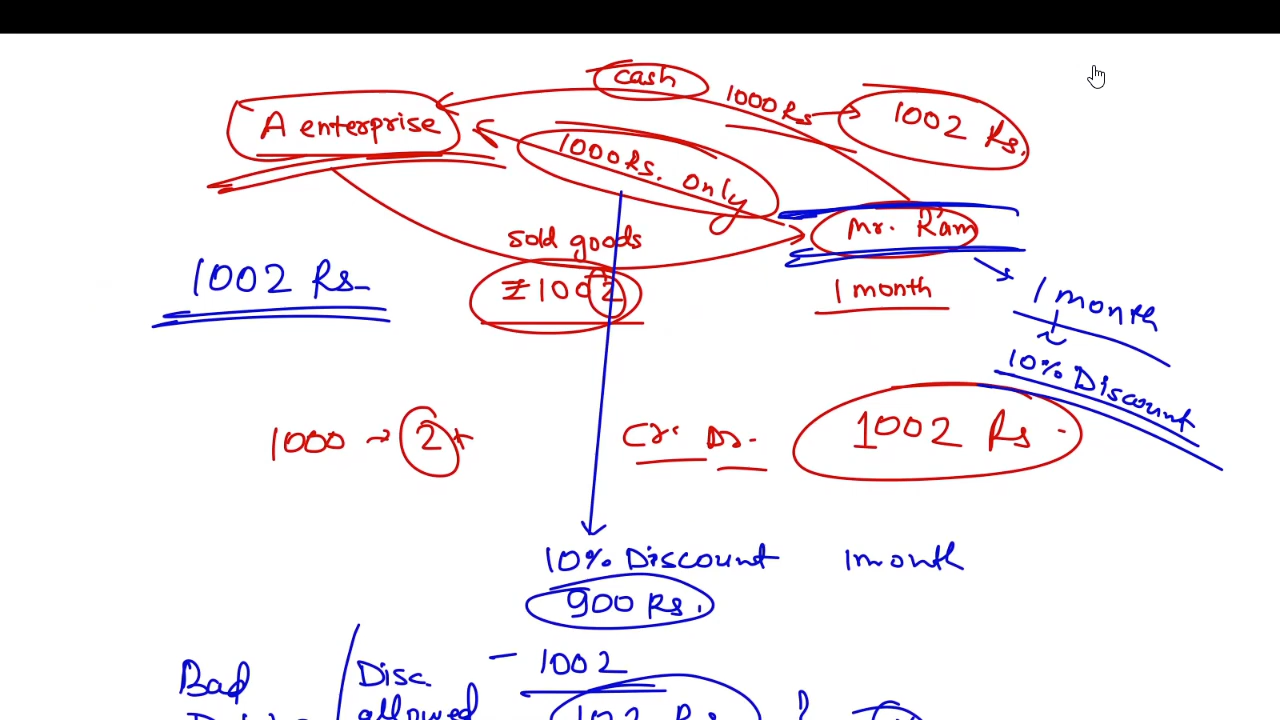 cash
1000 Rs
1002 Rs.
A enterprise
1000 Rs. only
Mr. Ram
sold goods
1002 Rs
₹1002
1 month
1 month
10% Discount
1000 → 2
Cr. Dr.
1002 Rs
10% Discount 1 month
900 Rs.
- 1002
Bad
Disc.
allowed
102 Rs